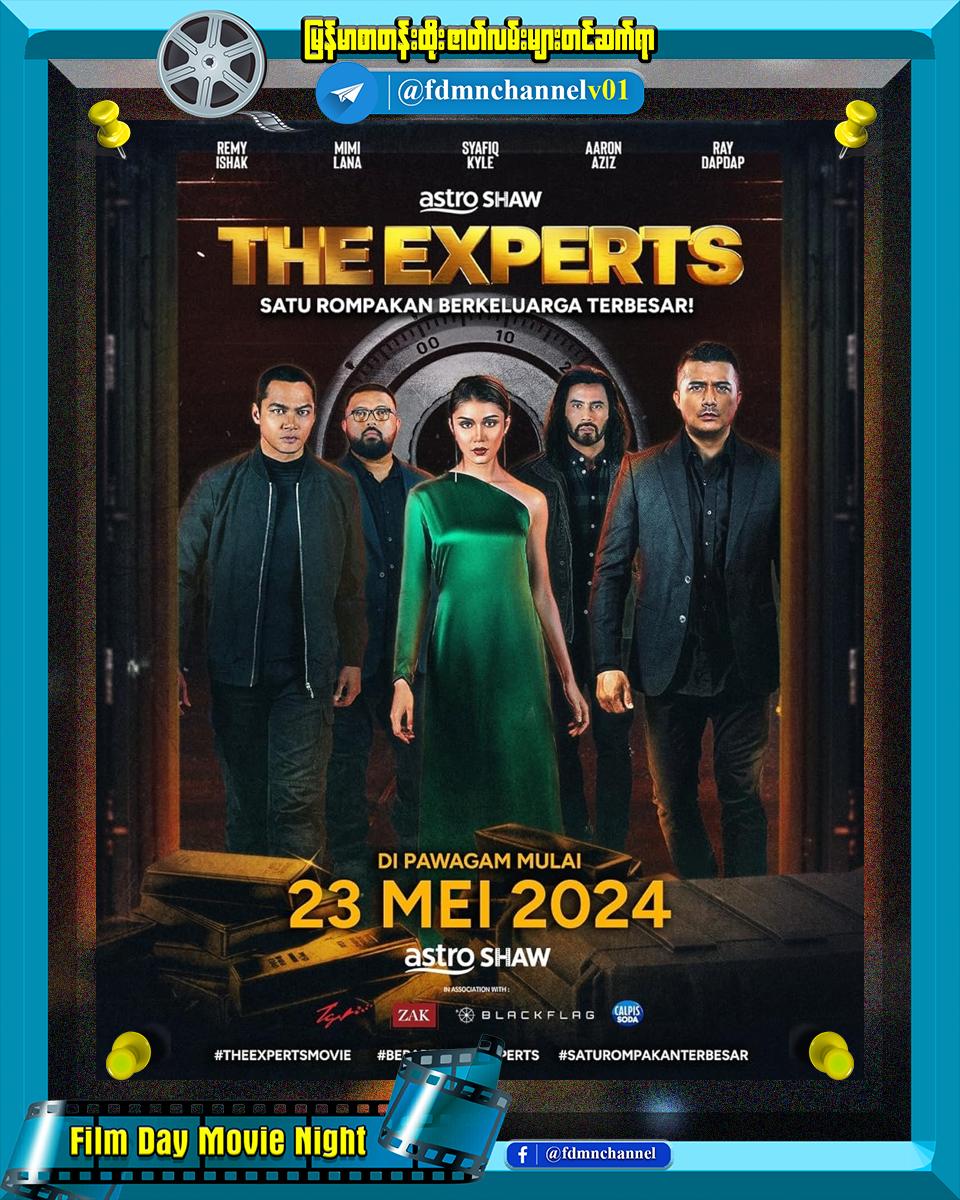 မြန်မာစာတန်းထိုးဇာတ်လမ်းများတင်ဆက်ရာ
@fdmnchannelv01
REMY ISHAK
MIMI LANA
SYAFIQ KYLE
AARON AZIZ
RAY DAPDAP
astro SHAW
THE EXPERTS
SATU ROMPAKAN BERKELUARGA TERBESAR!
00 10
DI PAWAGAM MULAI
23 MEI 2024
astro SHAW
IN ASSOCIATION WITH :
ZAK BLACKFLAG CALPIS SODA
#THEEXPERTSMOVIE #SATUROMPAKANTERBESAR
Film Day Movie Night
f @fdmnchannel